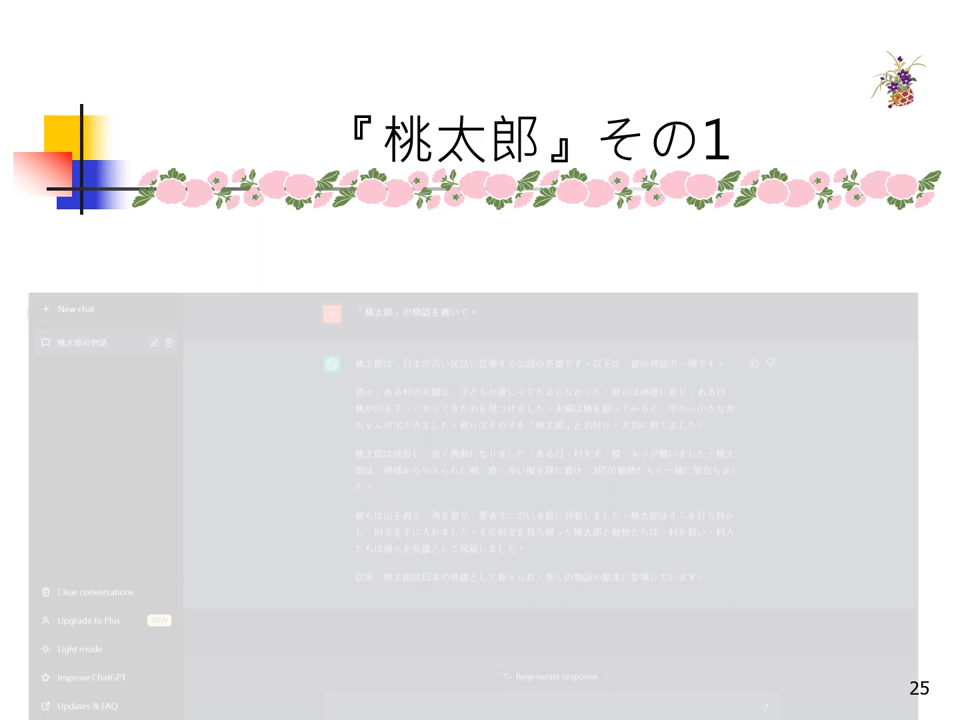 『桃太郎』その1
New chat
「桃太郎」の物語を書いて。
桃太郎の物語
桃太郎は、日本の古い民話に登場する伝説の英雄です。以下は、彼の物語の一例です。
昔々、ある村の夫婦は、子どもが欲しくてたまらなかった。彼らは神様に祈り、ある日、
桃が川を下ってやってきたのを見つけました。夫婦は桃を割ってみると、中から小さな赤
ちゃんが出てきました。彼らはその子を「桃太郎」と名付け、大切に育てました。
桃太郎は成長し、強く勇敢になりました。ある日、村を犬、猿、キジが襲いました。桃太
郎は、神様から与えられた剣、盾、青い服を身に着け、3匹の動物たちと一緒に旅立ちまし
た。
彼らは山を越え、海を渡り、悪者オニのいる島に到着しました。桃太郎はオニを打ち負か
し、財宝を手に入れました。その財宝を持ち帰った桃太郎と動物たちは、村を救い、村人
たちは彼らを英雄として祝福しました。
以来、桃太郎は日本の英雄として称えられ、多くの物語や絵本に登場しています。
Clear conversations
Upgrade to Plus NEW
Light mode
Improve ChatGPT
Regenerate response
Updates & FAQ
25